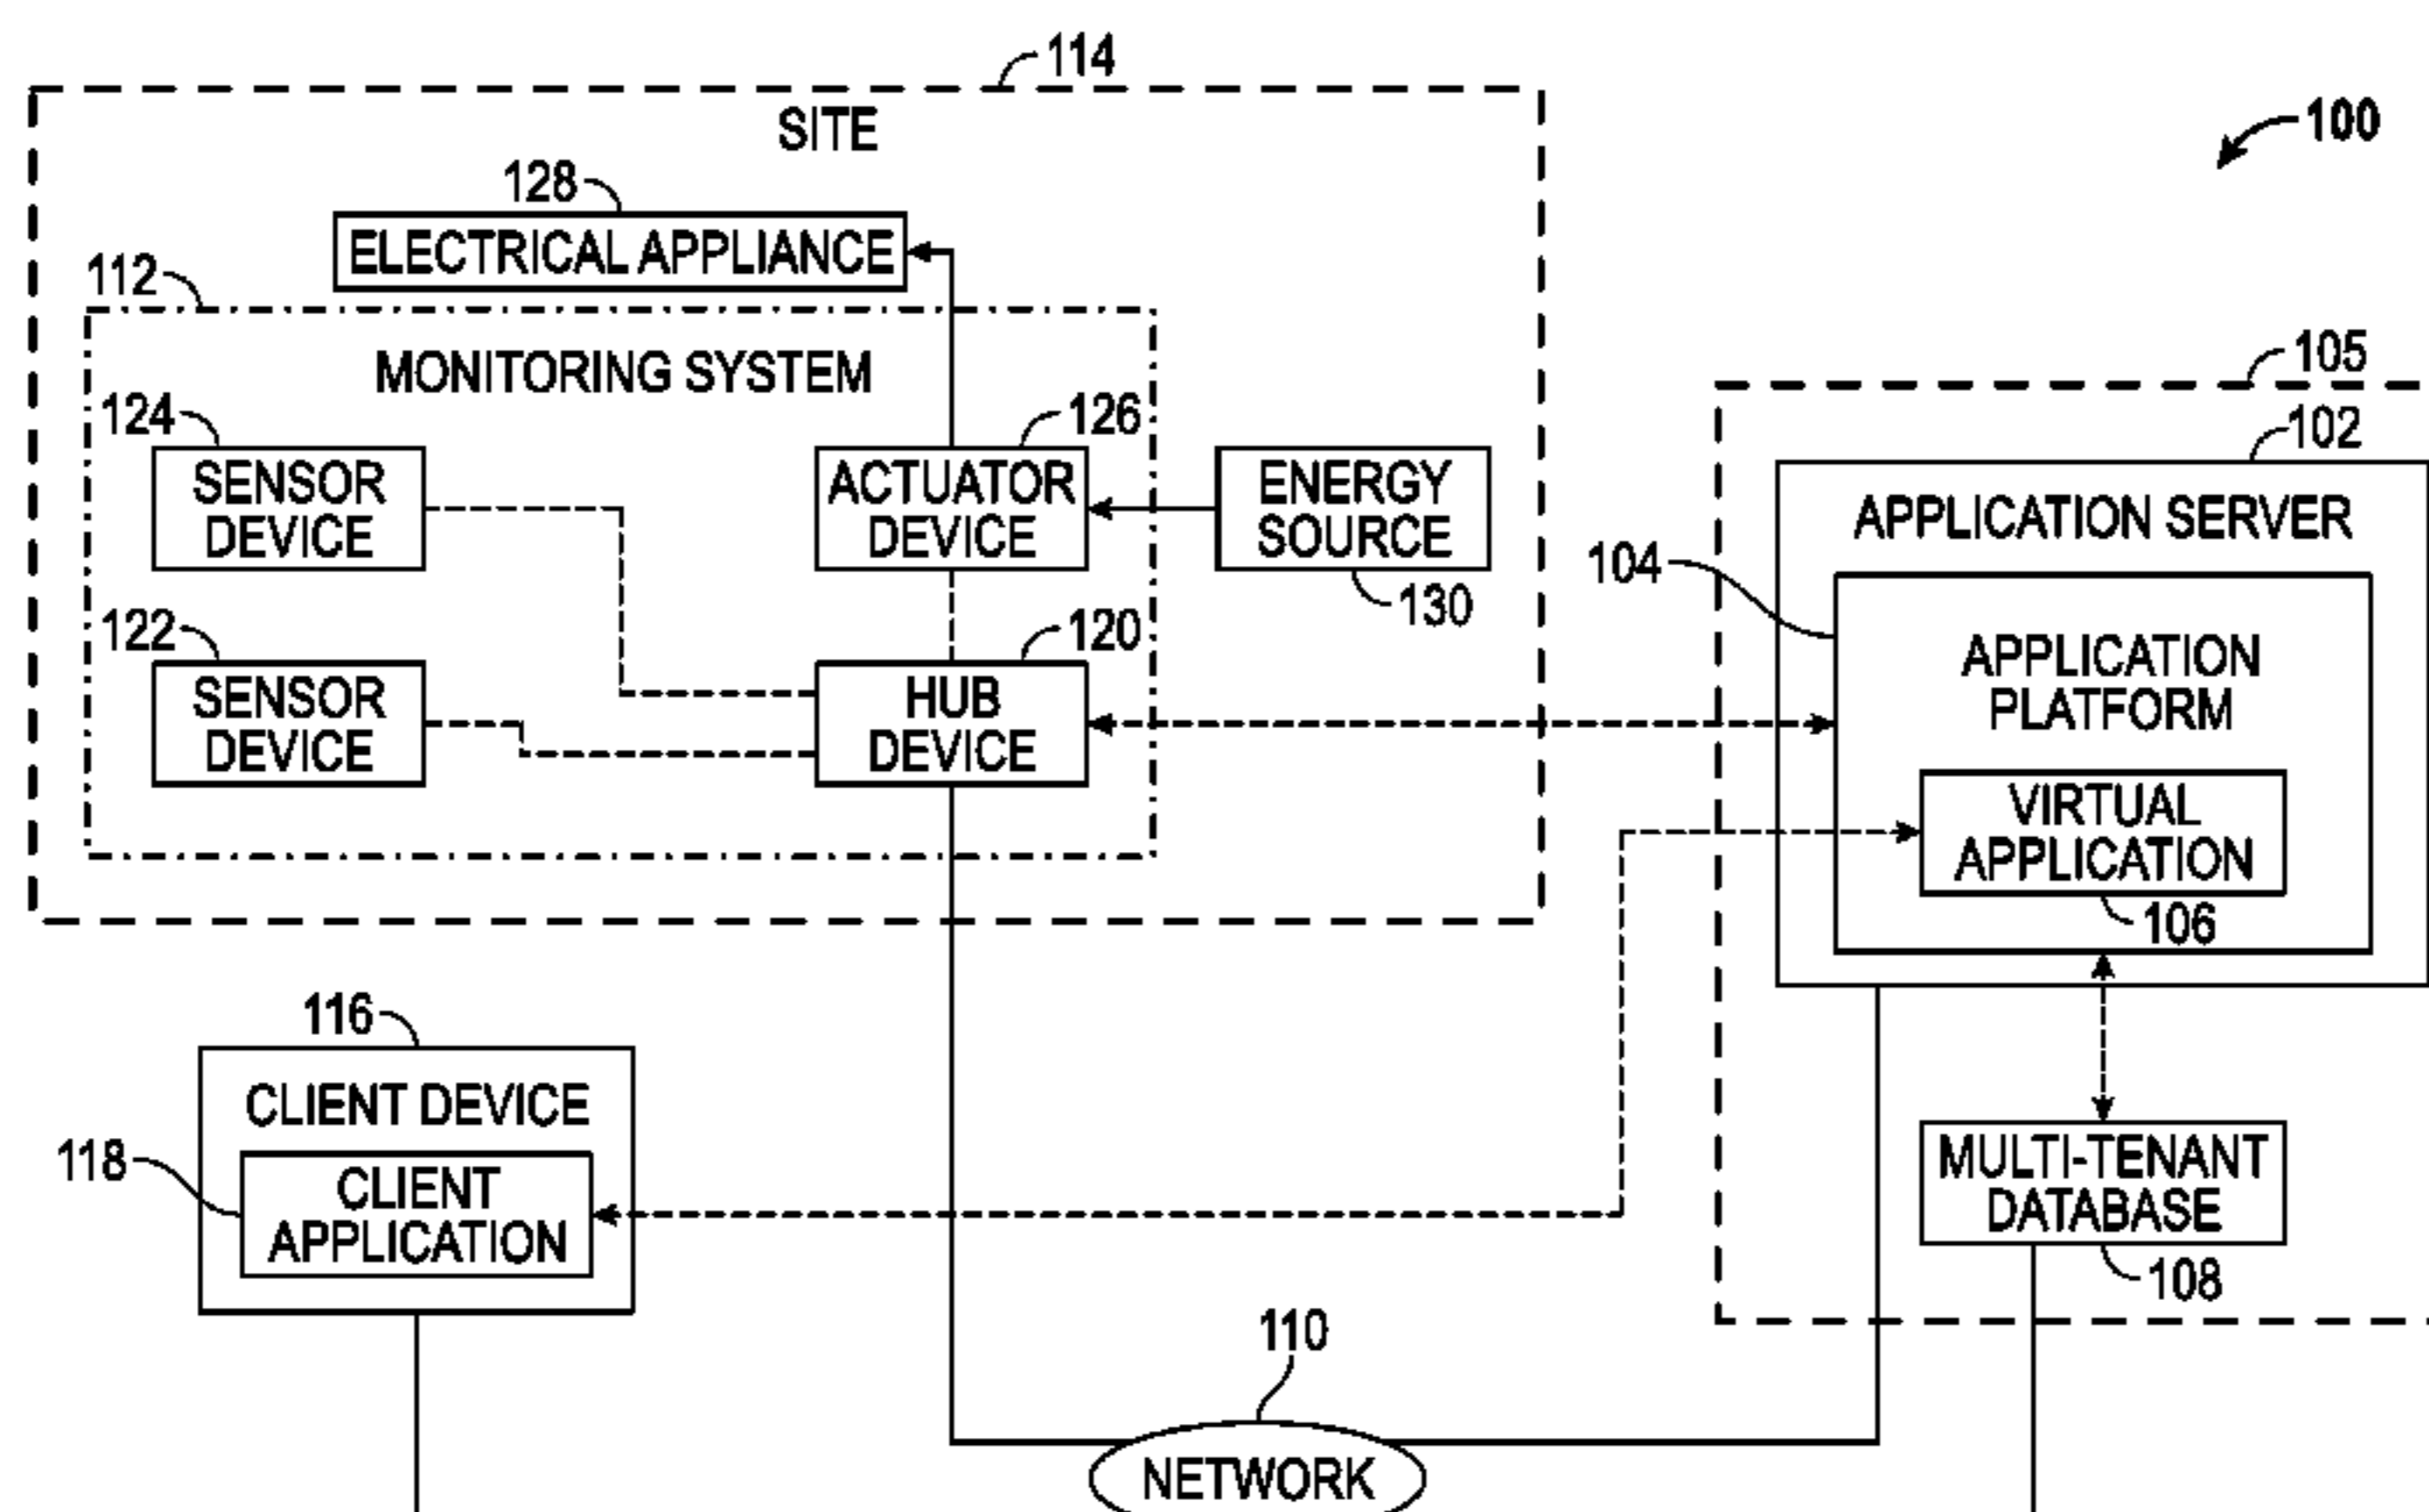 114
SITE
100
128
ELECTRICAL APPLIANCE
112
MONITORING SYSTEM
105
124
126
102
SENSOR
DEVICE
ACTUATOR
DEVICE
ENERGY
SOURCE
APPLICATION SERVER
104
130
122
120
APPLICATION
PLATFORM
SENSOR
DEVICE
HUB
DEVICE
VIRTUAL
APPLICATION
106
116
CLIENT DEVICE
118
CLIENT
APPLICATION
MULTI-TENANT
DATABASE
108
110
NETWORK